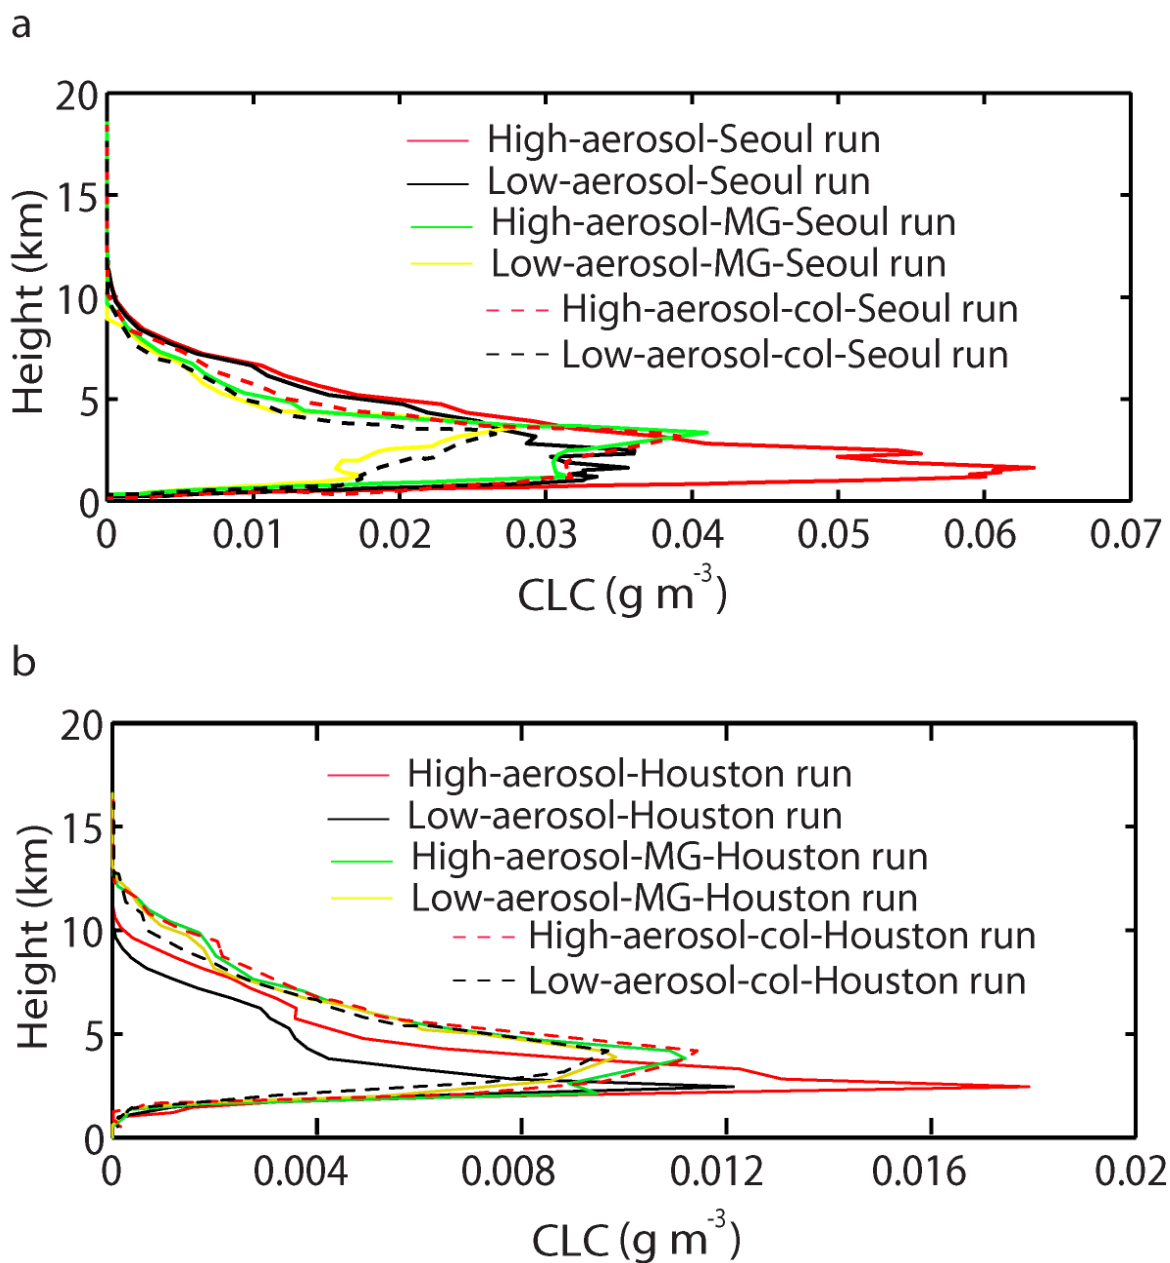 a
20
15
10
5
0
Height (km)
High-aerosol-Seoul run
Low-aerosol-Seoul run
High-aerosol-MG-Seoul run
Low-aerosol-MG-Seoul run
High-aerosol-col-Seoul run
Low-aerosol-col-Seoul run
0 0.01 0.02 0.03 0.04 0.05 0.06 0.07
CLC (g m⁻³)
b
20
15
10
5
0
Height (km)
High-aerosol-Houston run
Low-aerosol-Houston run
High-aerosol-MG-Houston run
Low-aerosol-MG-Houston run
High-aerosol-col-Houston run
Low-aerosol-col-Houston run
0 0.004 0.008 0.012 0.016 0.02
CLC (g m⁻³)